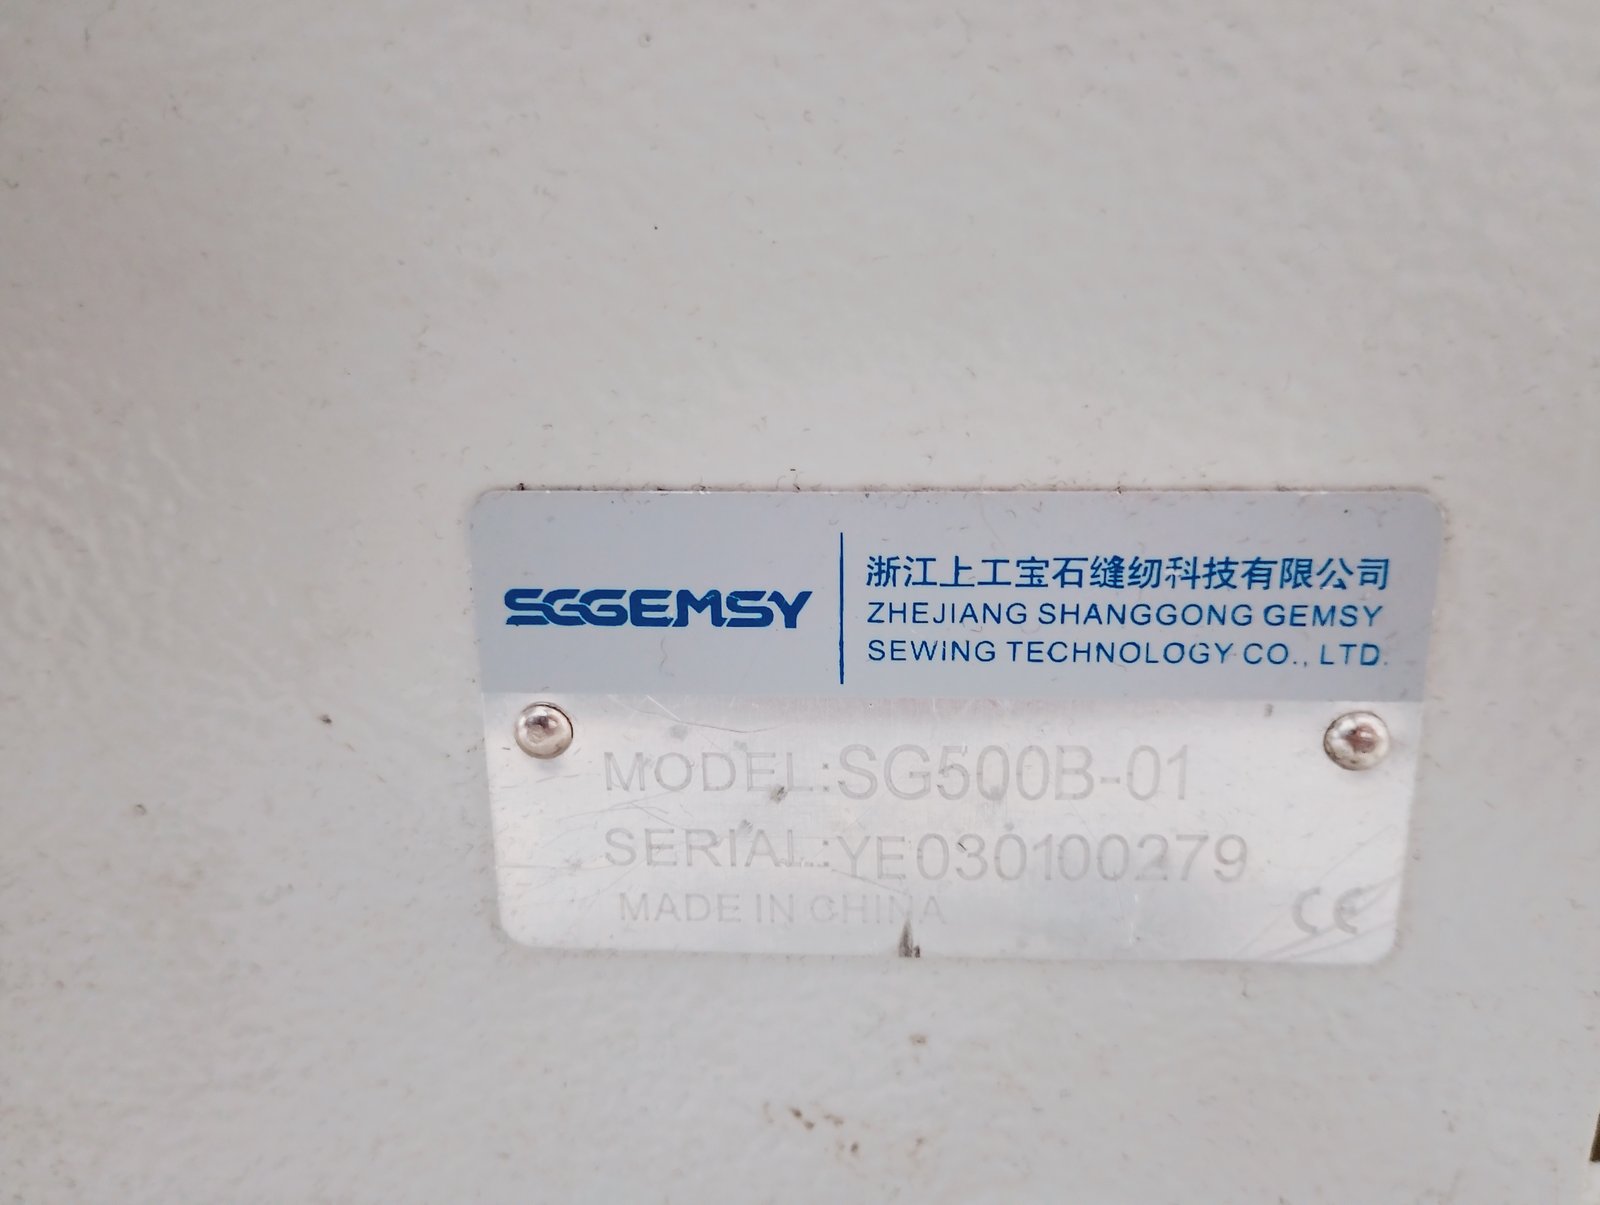 SGGEMSY
浙江上工宝石缝纫科技有限公司
ZHEJIANG SHANGGONG GEMSY
SEWING TECHNOLOGY CO., LTD.
MODEL:SG500B-01
SERIAL:YE030100279
MADE IN CHINA
CE